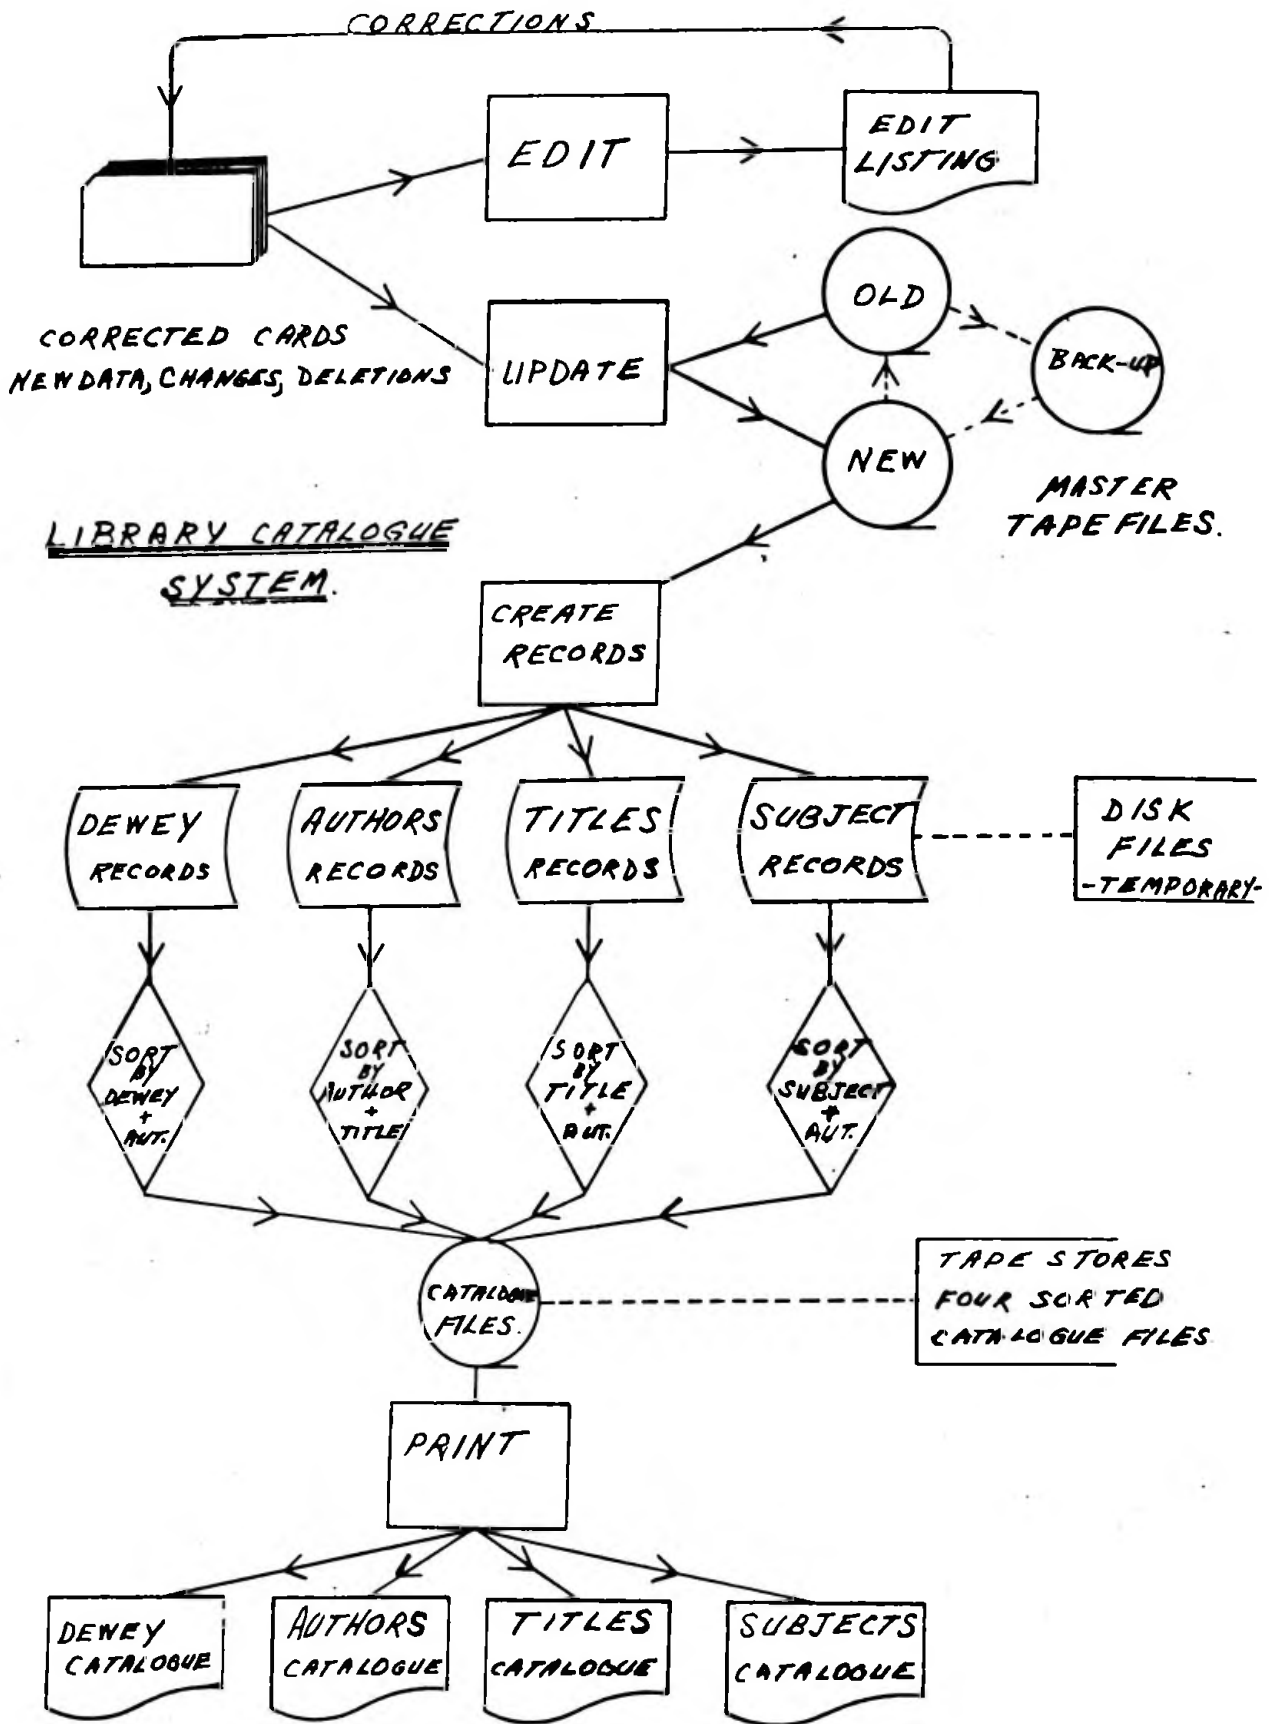 CORRECTIONS
EDIT
EDIT
LISTING
OLD
CORRECTED CARDS
NEW DATA, CHANGES, DELETIONS
UPDATE
BACK-UP
NEW
MASTER
TAPE FILES.
LIBRARY CATALOGUE
SYSTEM.
CREATE
RECORDS
DEWEY
RECORDS
AUTHORS
RECORDS
TITLES
RECORDS
SUBJECT
RECORDS
DISK
FILES
-TEMPORARY-
SORT
BY
DEWEY
+
AUT.
SORT
BY
AUTHOR
+
TITLE
SORT
BY
TITLE
+
AUT.
SORT
BY
SUBJECT
+
AUT.
CATALOGUE
FILES.
TAPE STORES
FOUR SORTED
CATALOGUE FILES
PRINT
DEWEY
CATALOGUE
AUTHORS
CATALOGUE
TITLES
CATALOGUE
SUBJECTS
CATALOGUE